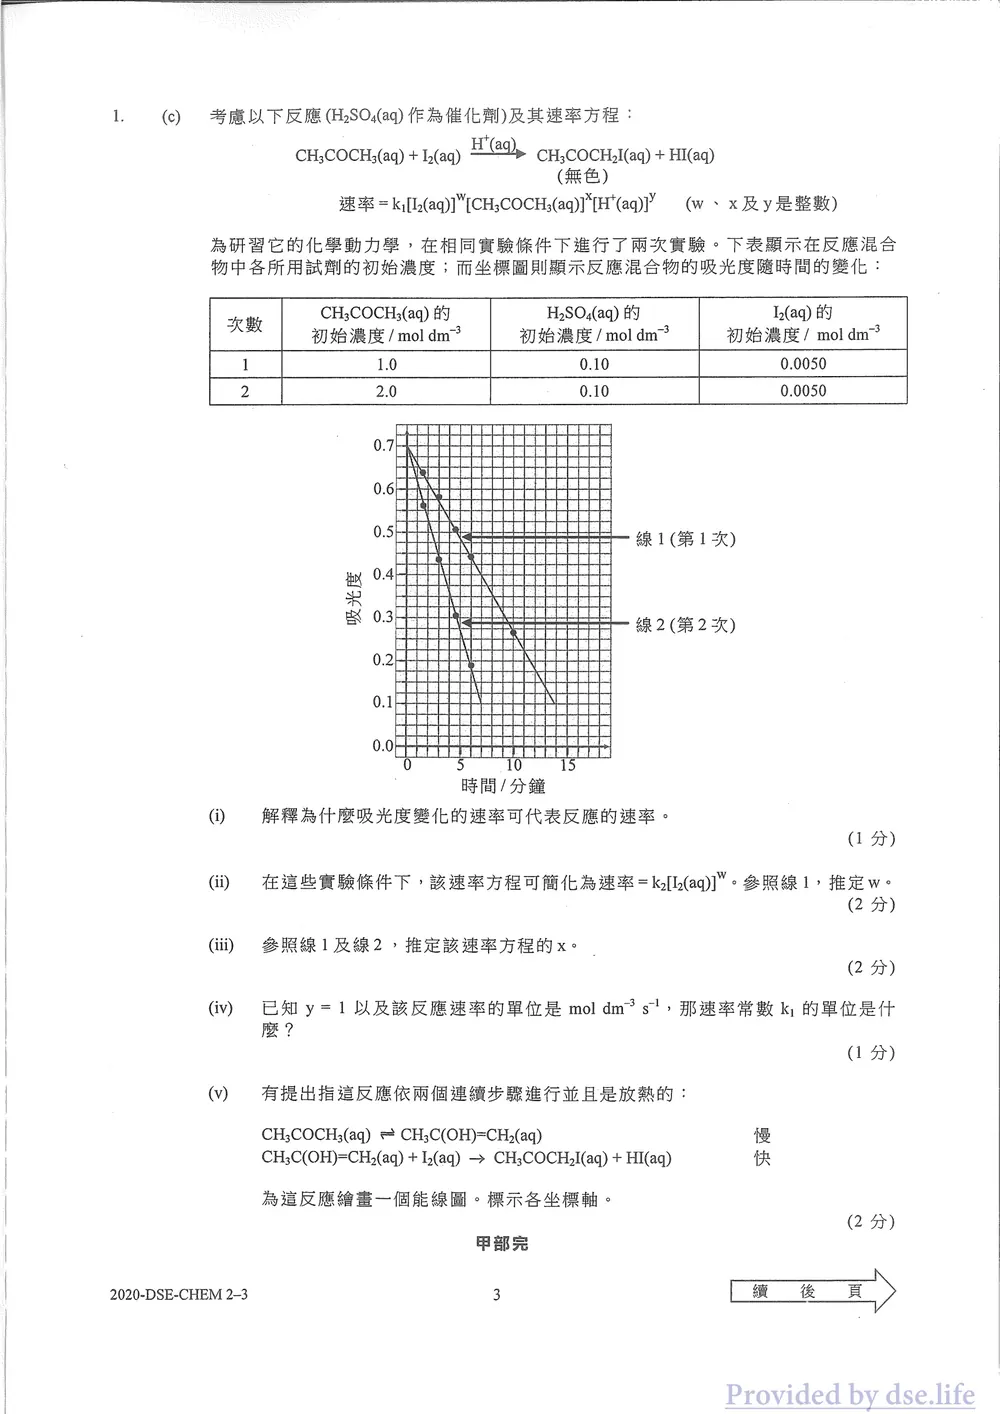 1. (c) 考慮以下反應 (H₂SO₄(aq) 作為催化劑)及其速率方程：
H⁺(aq)
CH₃COCH₃(aq) + I₂(aq) ⟶ CH₃COCH₂I(aq) + HI(aq)
(無色)
速率 = k₁[I₂(aq)]ʷ[CH₃COCH₃(aq)]ˣ[H⁺(aq)]ʸ (w 、 x 及 y 是整數)
為研習它的化學動力學，在相同實驗條件下進行了兩次實驗。下表顯示在反應混合
物中各所用試劑的初始濃度；而坐標圖則顯示反應混合物的吸光度隨時間的變化：
次數 CH₃COCH₃(aq) 的 H₂SO₄(aq) 的 I₂(aq) 的
初始濃度 / mol dm⁻³ 初始濃度 / mol dm⁻³ 初始濃度 / mol dm⁻³
1 1.0 0.10 0.0050
2 2.0 0.10 0.0050
0.7
0.6
0.5
線 1 (第 1 次)
0.4
吸光度
0.3
線 2 (第 2 次)
0.2
0.1
0.0
0 5 10 15
時間 / 分鐘
(i) 解釋為什麼吸光度變化的速率可代表反應的速率。
(1 分)
(ii) 在這些實驗條件下，該速率方程可簡化為速率 = k₂[I₂(aq)]ʷ。參照線 1，推定 w。
(2 分)
(iii) 參照線 1 及線 2 ，推定該速率方程的 x。
(2 分)
(iv) 已知 y = 1 以及該反應速率的單位是 mol dm⁻³ s⁻¹，那速率常數 k₁ 的單位是什
麼？
(1 分)
(v) 有提出指這反應依兩個連續步驟進行並且是放熱的：
CH₃COCH₃(aq) ⇌ CH₃C(OH)=CH₂(aq) 慢
CH₃C(OH)=CH₂(aq) + I₂(aq) → CH₃COCH₂I(aq) + HI(aq) 快
為這反應繪畫一個能線圖。標示各坐標軸。
(2 分)
甲部完
2020-DSE-CHEM 2–3 3 續 後 頁
Provided by dse.life